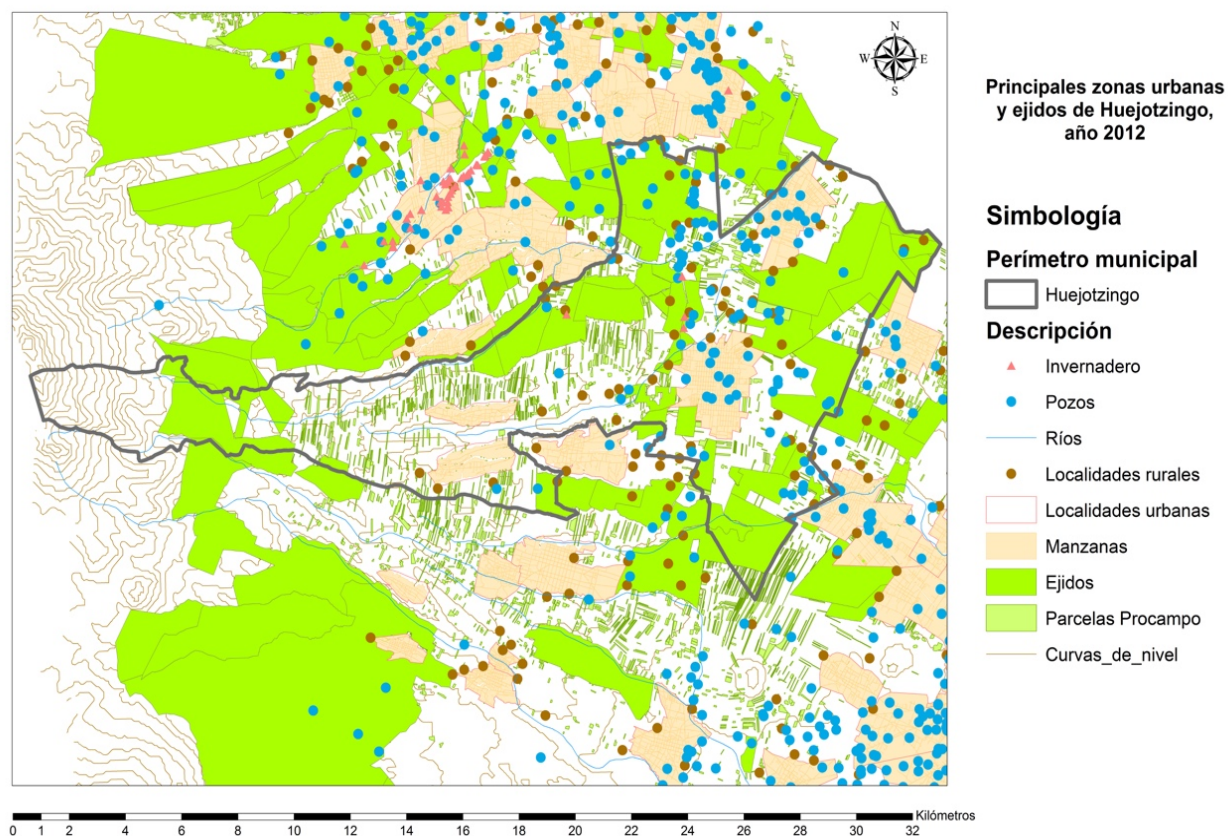 N
W E
S
Principales zonas urbanas
y ejidos de Huejotzingo,
año 2012
Simbología
Perímetro municipal
Huejotzingo
Descripción
Invernadero
Pozos
Ríos
Localidades rurales
Localidades urbanas
Manzanas
Ejidos
Parcelas Procampo
Curvas_de_nivel
Kilómetros
0 1 2 4 6 8 10 12 14 16 18 20 22 24 26 28 30 32